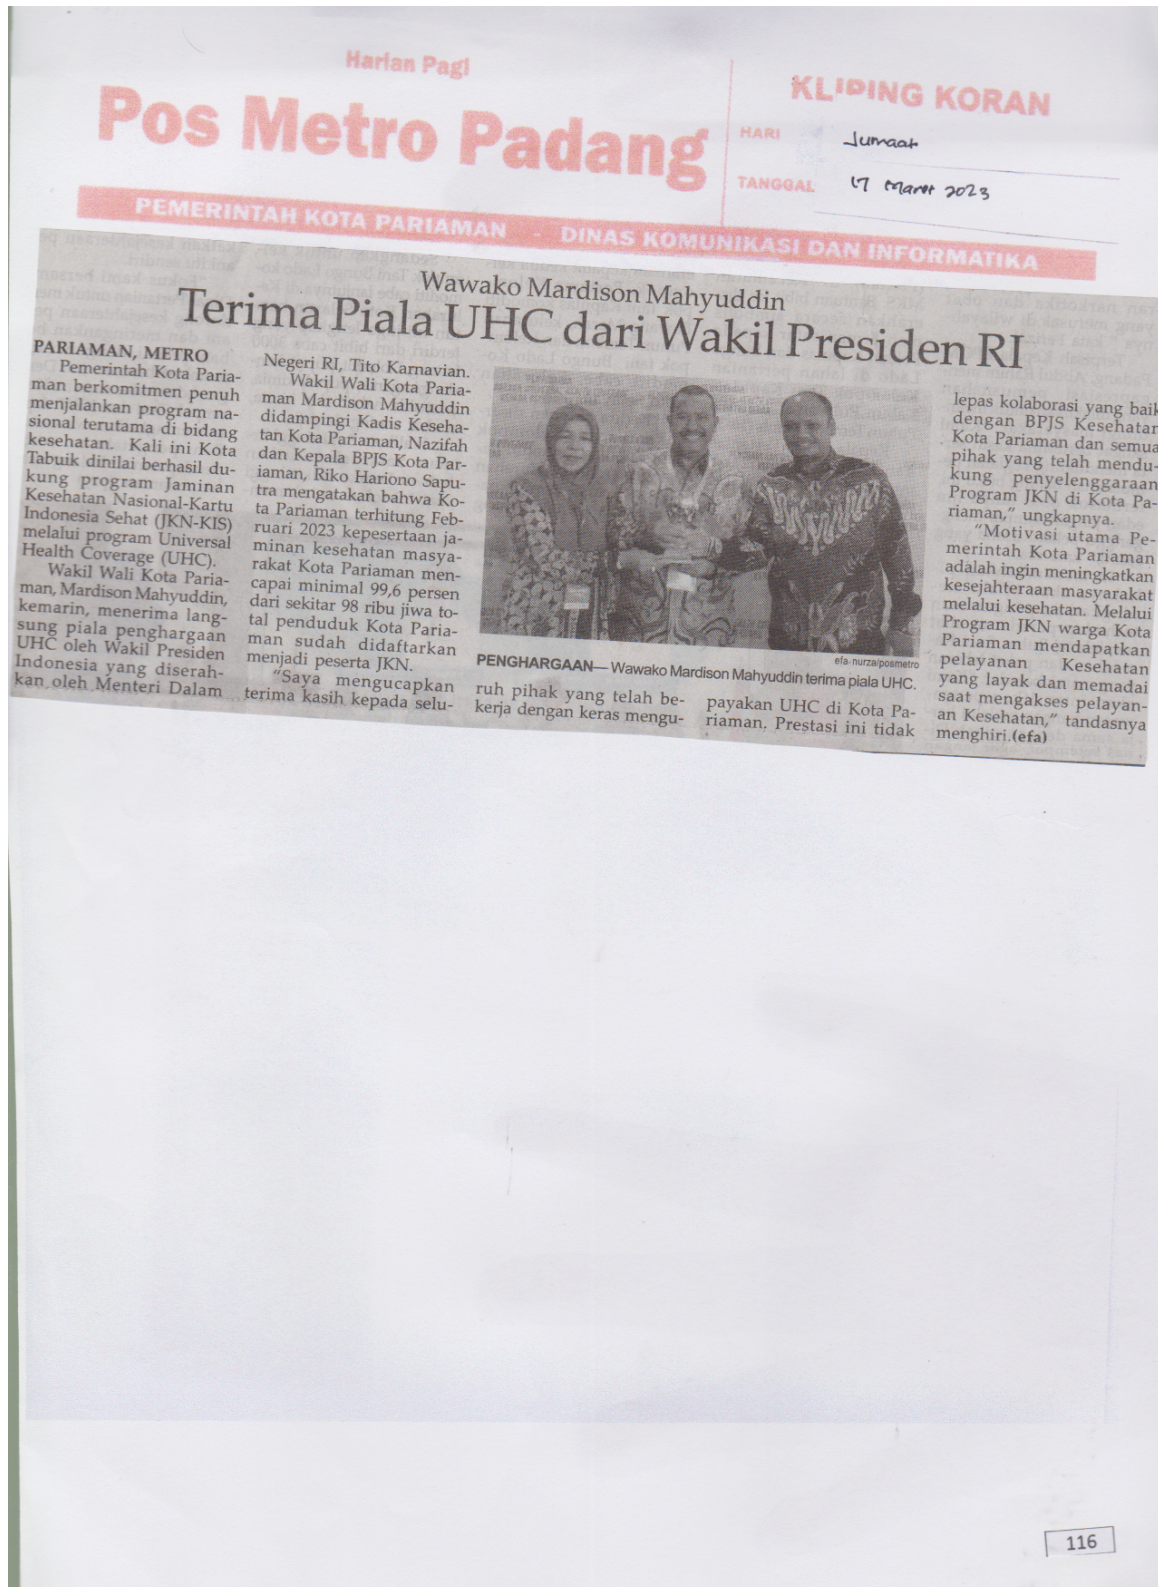 Harian Pagi
Pos Metro Padang
KLIPING KORAN
HARI Jumaat
TANGGAL 17 Maret 2023
PEMERINTAH KOTA PARIAMAN - DINAS KOMUNIKASI DAN INFORMATIKA
Wawako Mardison Mahyuddin
Terima Piala UHC dari Wakil Presiden RI
PARIAMAN, METRO
Pemerintah Kota Paria-
man berkomitmen penuh
menjalankan program na-
sional terutama di bidang
kesehatan. Kali ini Kota
Tabuik dinilai berhasil du-
kung program Jaminan
Kesehatan Nasional-Kartu
Indonesia Sehat (JKN-KIS)
melalui program Universal
Health Coverage (UHC).
Wakil Wali Kota Paria-
man, Mardison Mahyuddin,
kemarin, menerima lang-
sung piala penghargaan
UHC oleh Wakil Presiden
Indonesia yang diserah-
kan oleh Menteri Dalam
Negeri RI, Tito Karnavian.
Wakil Wali Kota Paria-
man Mardison Mahyuddin
didampingi Kadis Keseha-
tan Kota Pariaman, Nazifah
dan Kepala BPJS Kota Par-
iaman, Riko Hariono Sapu-
tra mengatakan bahwa Ko-
ta Pariaman terhitung Feb-
ruari 2023 kepesertaan ja-
minan kesehatan masya-
rakat Kota Pariaman men-
capai minimal 99,6 persen
dari sekitar 98 ribu jiwa to-
tal penduduk Kota Paria-
man sudah didaftarkan
menjadi peserta JKN.
"Saya mengucapkan
terima kasih kepada selu-
efa-nurza/posmetro
PENGHARGAAN— Wawako Mardison Mahyuddin terima piala UHC.
ruh pihak yang telah be-
kerja dengan keras mengu-
payakan UHC di Kota Pa-
riaman. Prestasi ini tidak
lepas kolaborasi yang baik
dengan BPJS Kesehatan
Kota Pariaman dan semua
pihak yang telah mendu-
kung penyelenggaraan
Program JKN di Kota Pa-
riaman," ungkapnya.
"Motivasi utama Pe-
merintah Kota Pariaman
adalah ingin meningkatkan
kesejahteraan masyarakat
melalui kesehatan. Melalui
Program JKN warga Kota
Pariaman mendapatkan
pelayanan Kesehatan
yang layak dan memadai
saat mengakses pelayan-
an Kesehatan," tandasnya
menghiri.(efa)
116